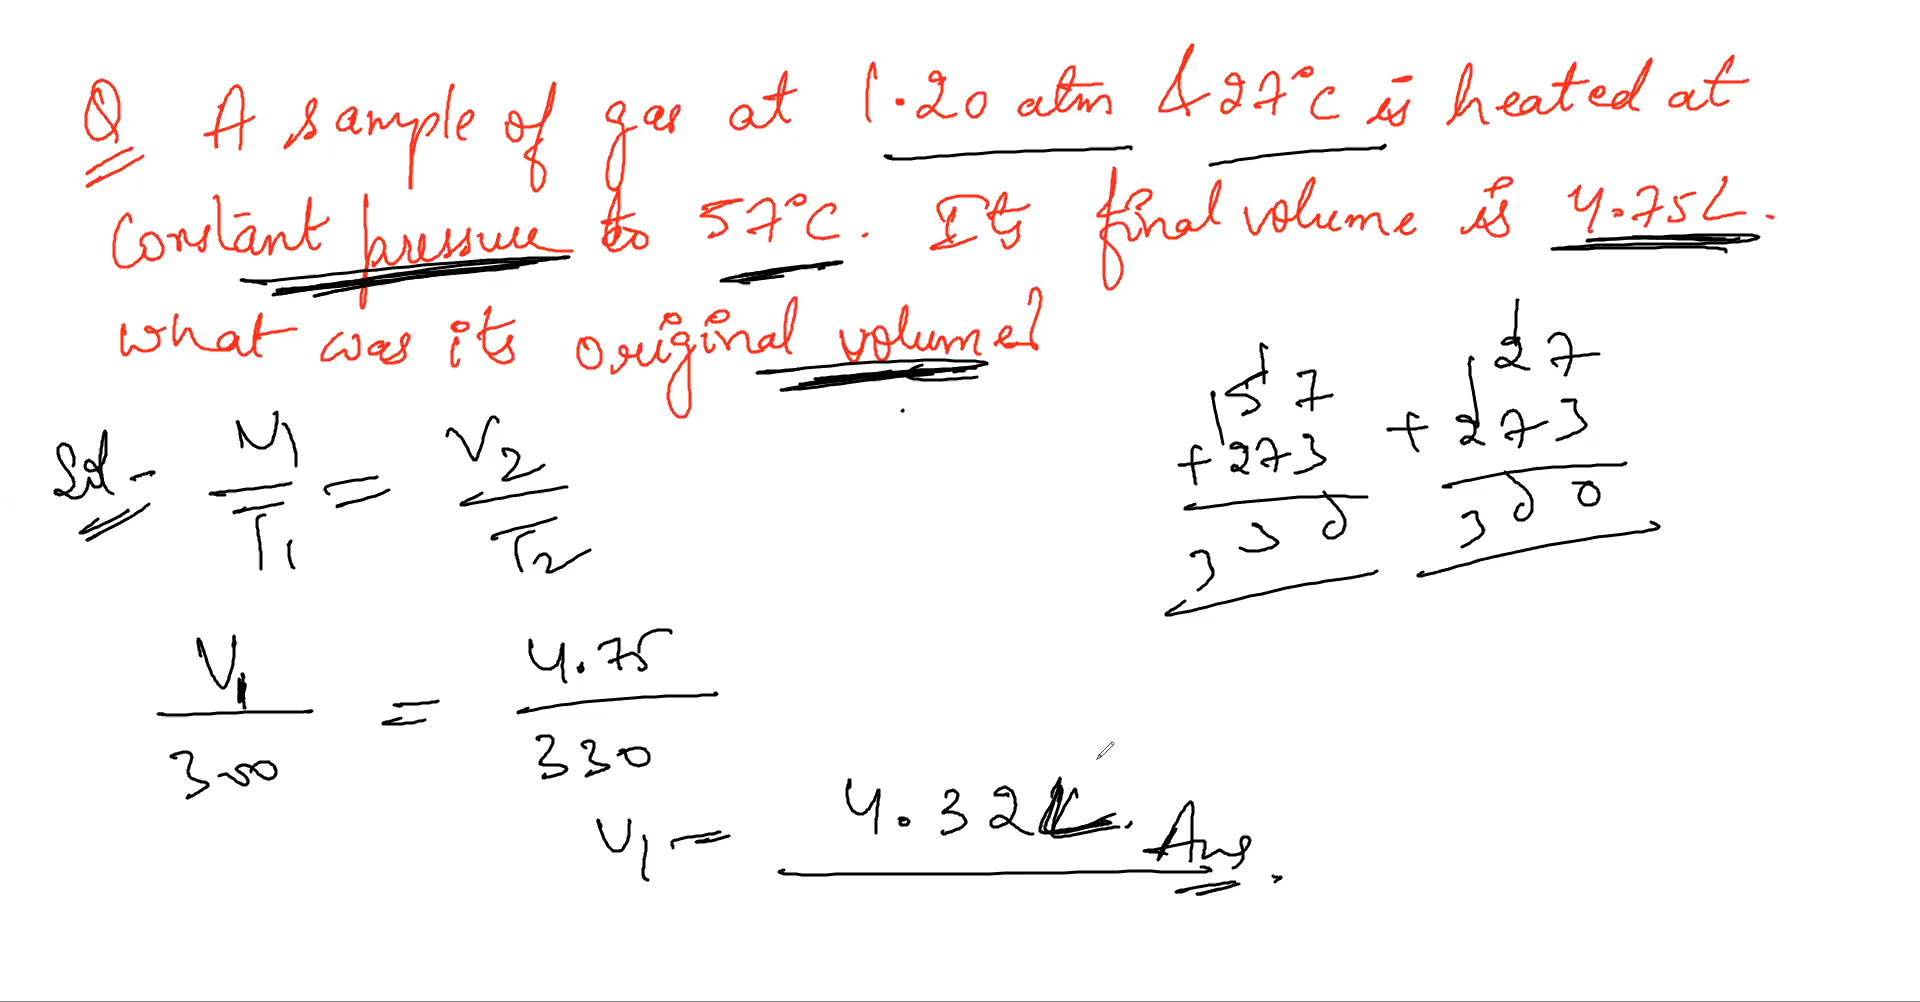 Q A sample of gas at 1.20 atm & 27°C is heated at
constant pressure to 57°C. Its final volume is 4.75L.
what was its original volume?
Sol - V1/T1 = V2/T2
57 + 273 = 330
27 + 273 = 300
V1/300 = 4.75/330
V1 = 4.32L. Ans.